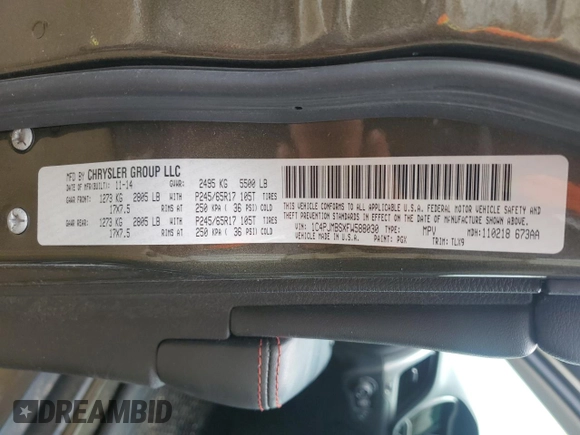 MFD BY CHRYSLER GROUP LLC
DATE OF MFR(BUILT): 11-14 GVWR: 2495 KG 5500 LB
GAWR FRONT: 1273 KG 2805 LB P245/65R17 105T TIRES
17X7.5 RIMS AT 250 KPA ( 36 PSI) COLD
GAWR REAR: 1273 KG 2805 LB P245/65R17 105T TIRES
17X7.5 RIMS AT 250 KPA ( 36 PSI) COLD
THIS VEHICLE CONFORMS TO ALL APPLICABLE U.S.A. FEDERAL MOTOR VEHICLE SAFETY AND
THEFT PREVENTION STANDARDS IN EFFECT ON THE DATE OF MANUFACTURE SHOWN ABOVE.
VIN: 1C4PJMBSXFW588030 TYPE: MPV MDH:110218 673AA
VEHICLE MADE IN U.S.A. PAINT: PGX TRIM: TLX9
DREAMBID